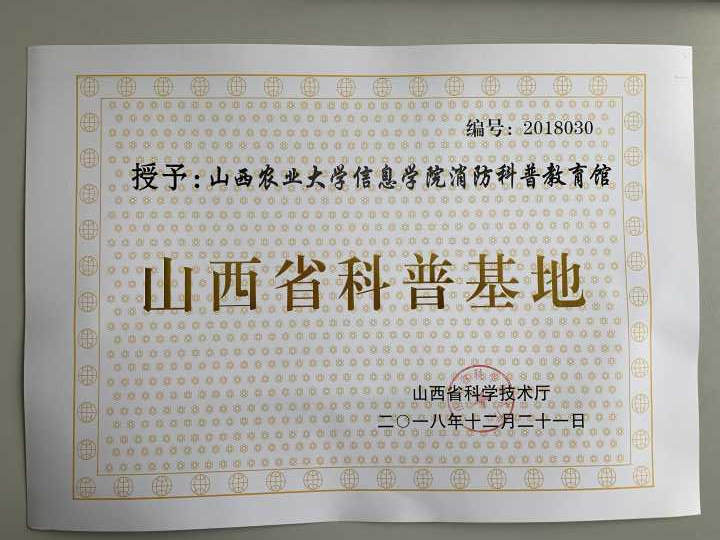 编号：2018030
授予：山西农业大学信息学院消防科普教育馆
山西省科普基地
山西省科学技术厅
二〇一八年十二月二十一日